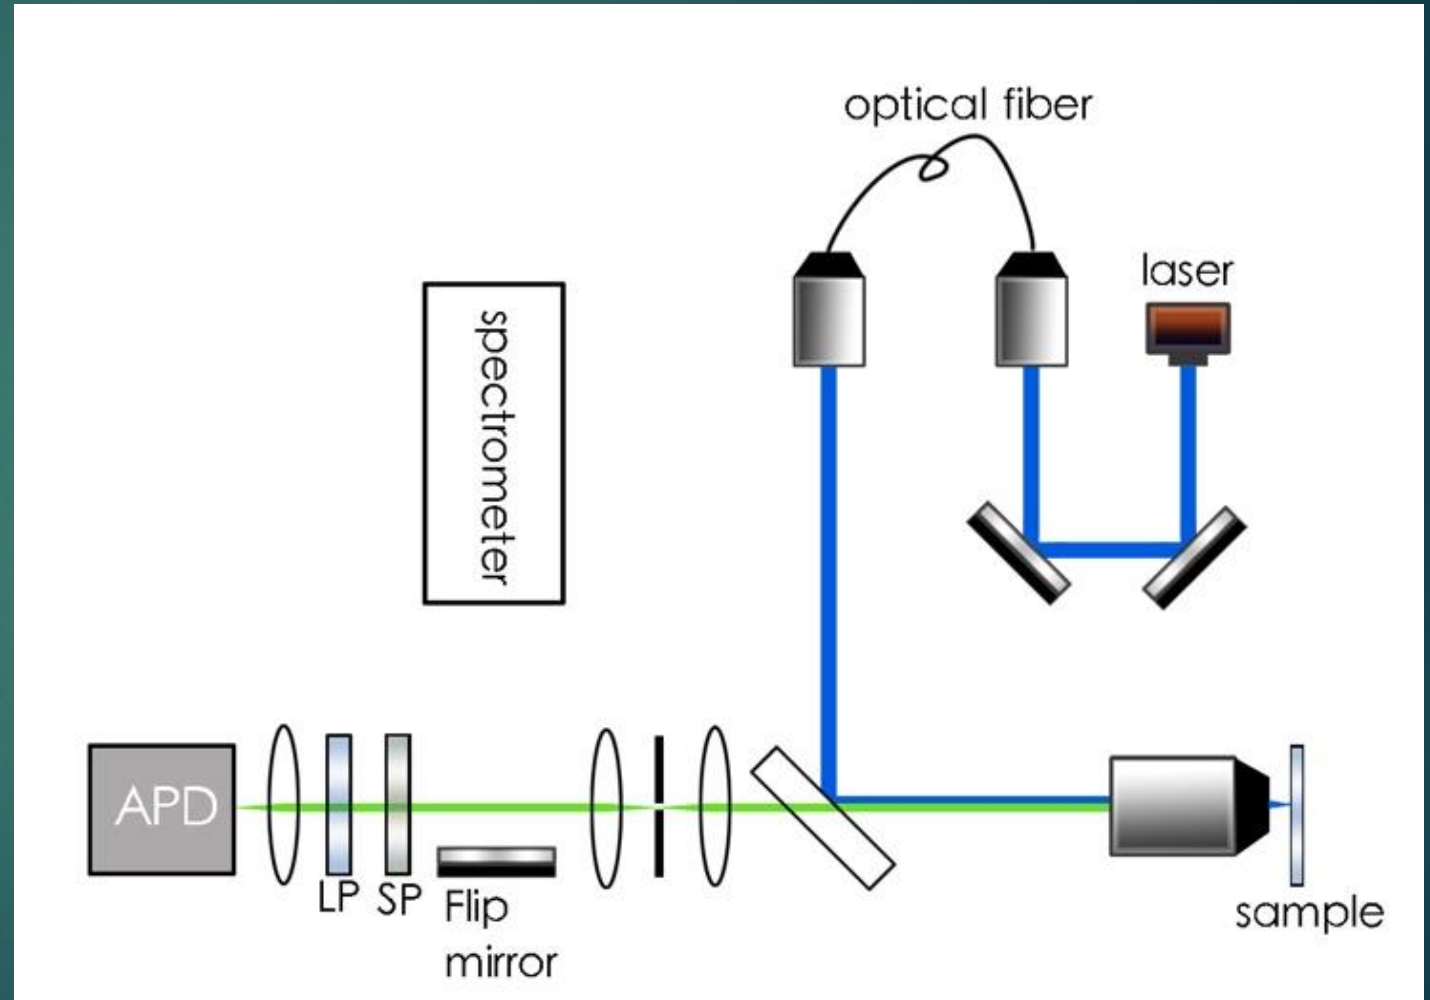 optical fiber
laser
spectrometer
APD
LP
SP
Flip
mirror
sample